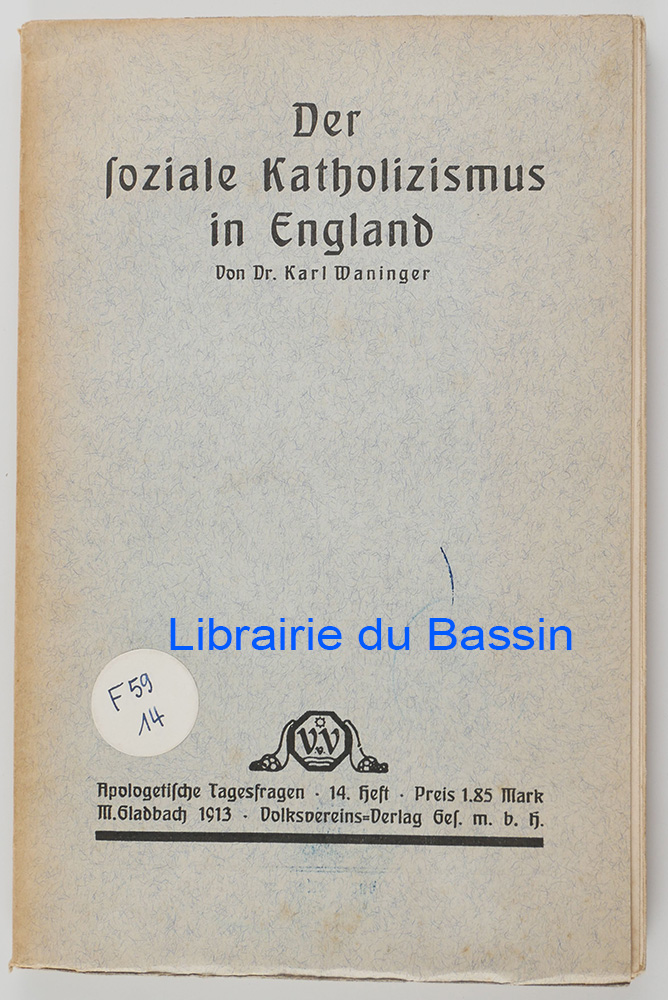 Der
ſoziale Katholizismus
in England
Von Dr. Karl Waninger
Librairie du Bassin
F 59
14
V.V
Apologetiſche Tagesfragen · 14. Heft · Preis 1.85 Mark
M.Gladbach 1913 · Volksvereins=Verlag Geſ. m. b. H.